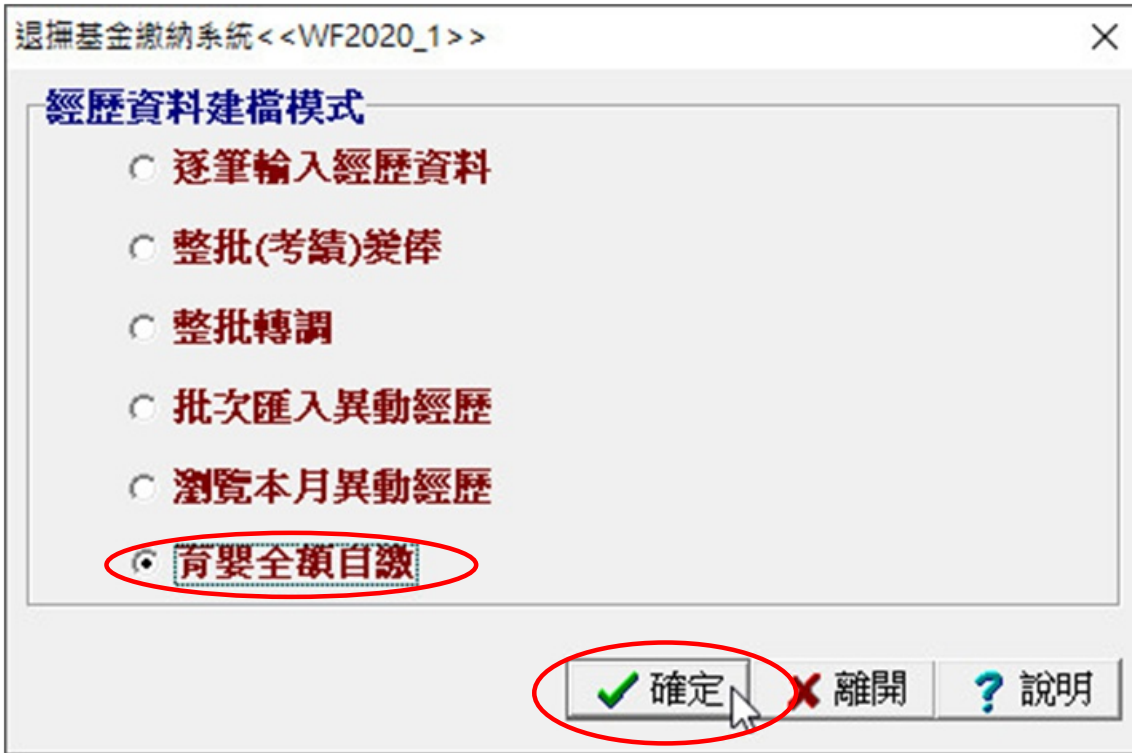 退撫基金繳納系統<<WF2020_1>>
經歷資料建檔模式
逐筆輸入經歷資料
整批(考績)變俸
整批轉調
批次匯入異動經歷
瀏覽本月異動經歷
育嬰全額自繳
確定 離開 說明